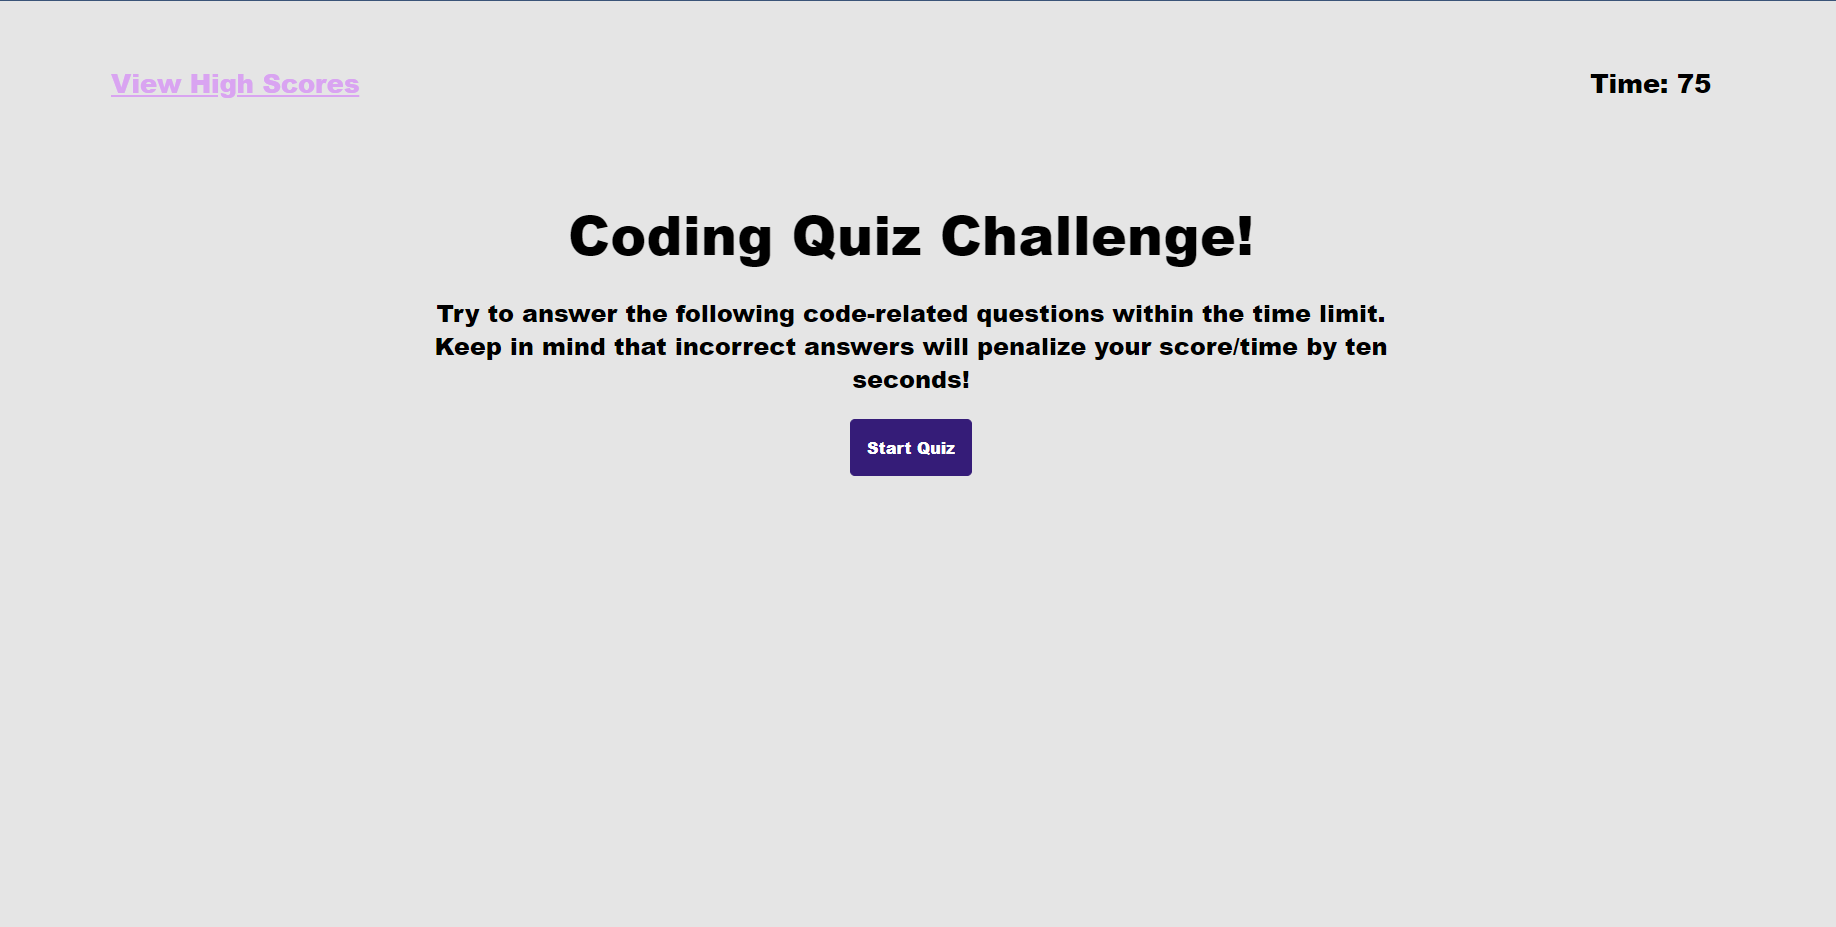 View High Scores
Time: 75
Coding Quiz Challenge!
Try to answer the following code-related questions within the time limit.
Keep in mind that incorrect answers will penalize your score/time by ten
seconds!
Start Quiz